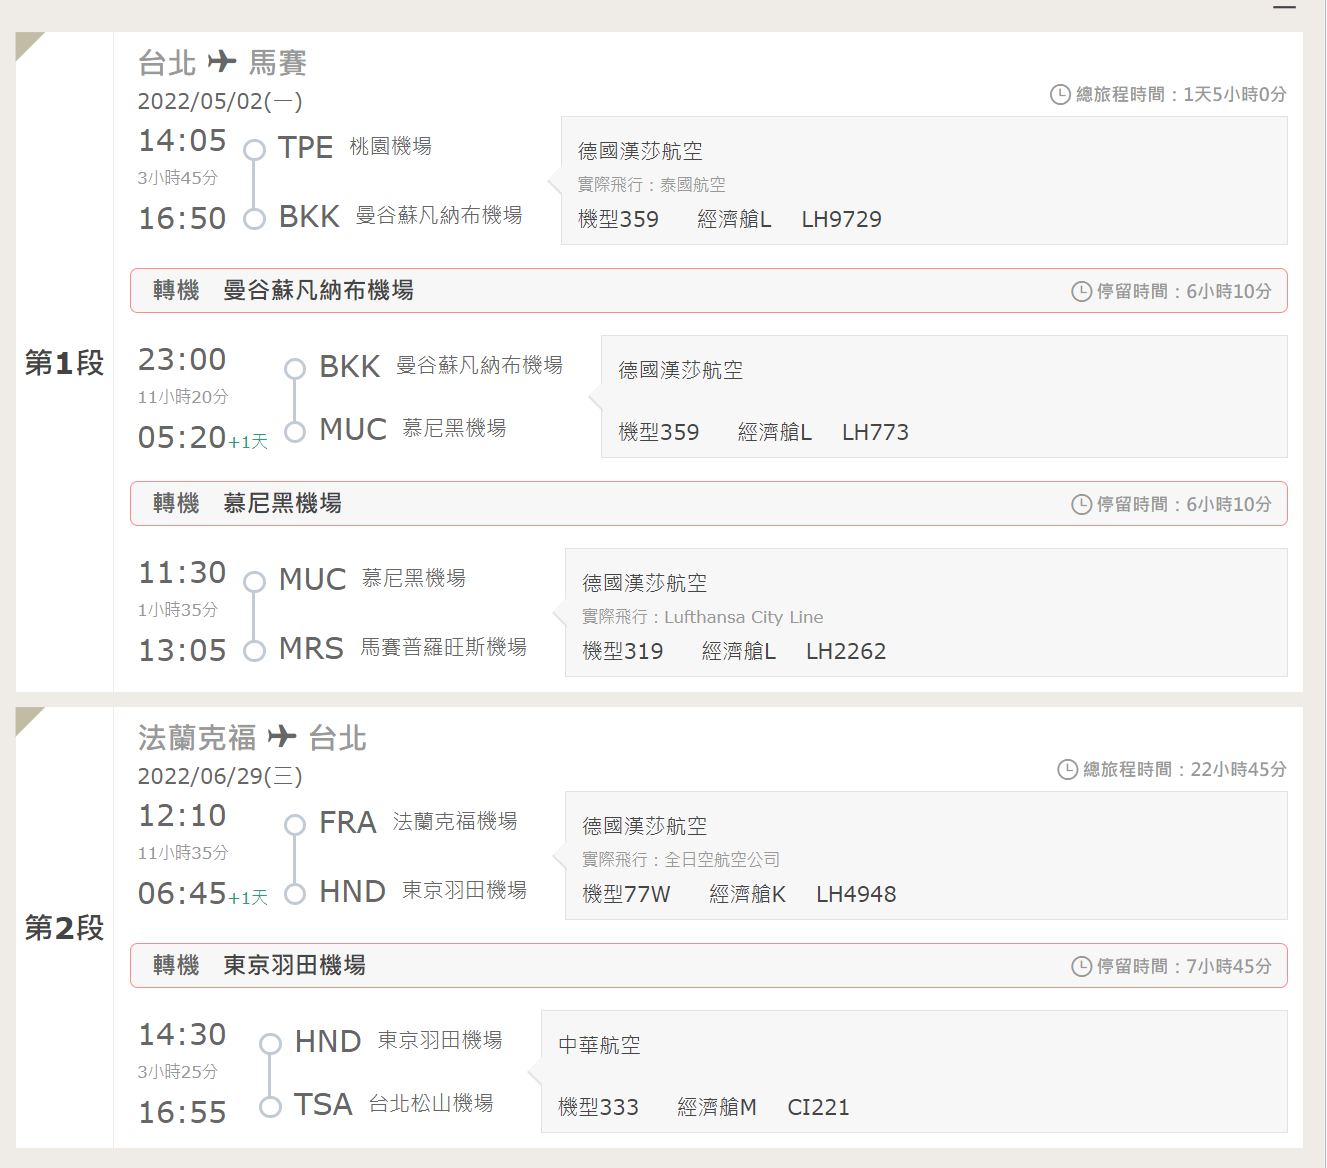 台北 馬賽
2022/05/02(一)
總旅程時間：1天5小時0分
14:05 TPE 桃園機場
3小時45分
16:50 BKK 曼谷蘇凡納布機場
德國漢莎航空
實際飛行：泰國航空
機型359 經濟艙L LH9729
轉機 曼谷蘇凡納布機場 停留時間：6小時10分
第1段
23:00 BKK 曼谷蘇凡納布機場
11小時20分
05:20+1天 MUC 慕尼黑機場
德國漢莎航空
機型359 經濟艙L LH773
轉機 慕尼黑機場 停留時間：6小時10分
11:30 MUC 慕尼黑機場
1小時35分
13:05 MRS 馬賽普羅旺斯機場
德國漢莎航空
實際飛行：Lufthansa City Line
機型319 經濟艙L LH2262
法蘭克福 台北
2022/06/29(三)
總旅程時間：22小時45分
12:10 FRA 法蘭克福機場
11小時35分
06:45+1天 HND 東京羽田機場
德國漢莎航空
實際飛行：全日空航空公司
機型77W 經濟艙K LH4948
第2段
轉機 東京羽田機場 停留時間：7小時45分
14:30 HND 東京羽田機場
3小時25分
16:55 TSA 台北松山機場
中華航空
機型333 經濟艙M CI221